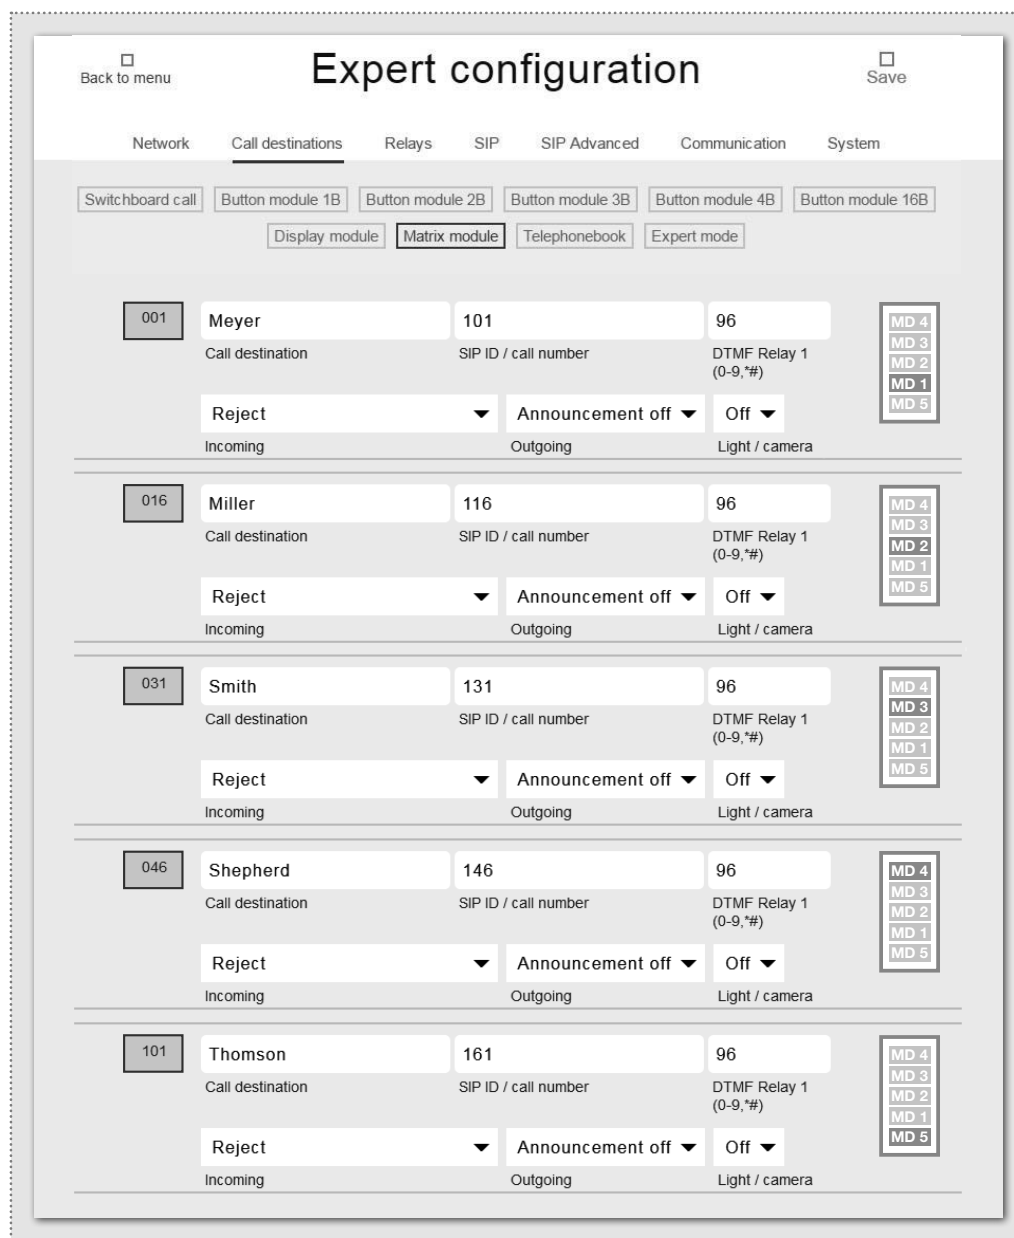 Expert configuration
Back to menu
Save
Network Call destinations Relays SIP SIP Advanced Communication System
Switchboard call Button module 1B Button module 2B Button module 3B Button module 4B Button module 16B
Display module Matrix module Telephonebook Expert mode
001 Meyer 101 96
Call destination SIP ID / call number DTMF Relay 1
(0-9,*#)
Reject Announcement off Off
Incoming Outgoing Light / camera
MD 4
MD 3
MD 2
MD 1
MD 5
016 Miller 116 96
Call destination SIP ID / call number DTMF Relay 1
(0-9,*#)
Reject Announcement off Off
Incoming Outgoing Light / camera
MD 4
MD 3
MD 2
MD 1
MD 5
031 Smith 131 96
Call destination SIP ID / call number DTMF Relay 1
(0-9,*#)
Reject Announcement off Off
Incoming Outgoing Light / camera
MD 4
MD 3
MD 2
MD 1
MD 5
046 Shepherd 146 96
Call destination SIP ID / call number DTMF Relay 1
(0-9,*#)
Reject Announcement off Off
Incoming Outgoing Light / camera
MD 4
MD 3
MD 2
MD 1
MD 5
101 Thomson 161 96
Call destination SIP ID / call number DTMF Relay 1
(0-9,*#)
Reject Announcement off Off
Incoming Outgoing Light / camera
MD 4
MD 3
MD 2
MD 1
MD 5